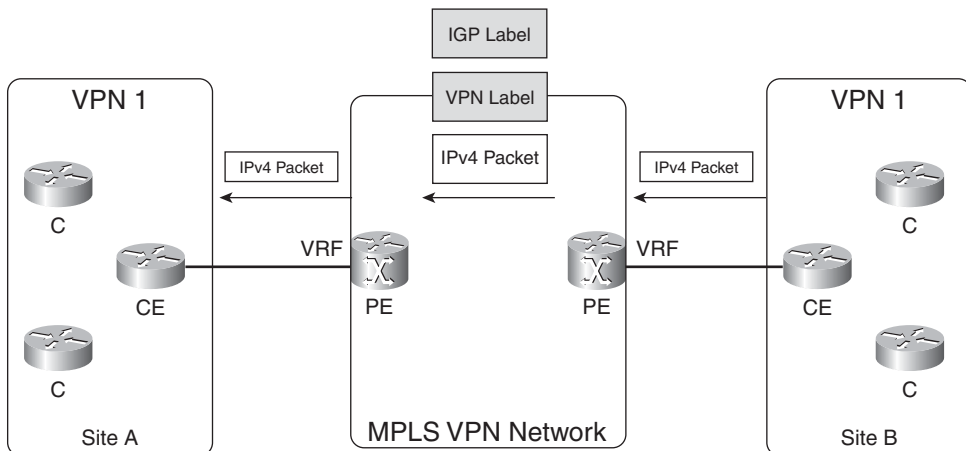 IGP Label
VPN 1
VPN Label
VPN 1
IPv4 Packet
IPv4 Packet
IPv4 Packet
C
C
VRF
VRF
CE
PE
PE
CE
C
C
Site A
MPLS VPN Network
Site B